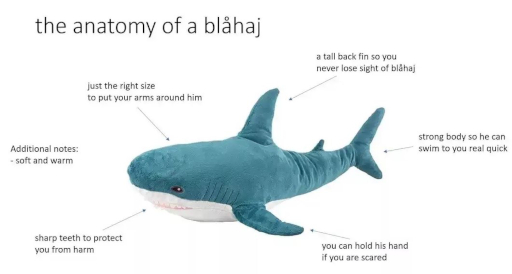 the anatomy of a blåhaj
a tall back fin so you
never lose sight of blåhaj
just the right size
to put your arms around him
strong body so he can
swim to you real quick
Additional notes:
- soft and warm
sharp teeth to protect
you from harm
you can hold his hand
if you are scared